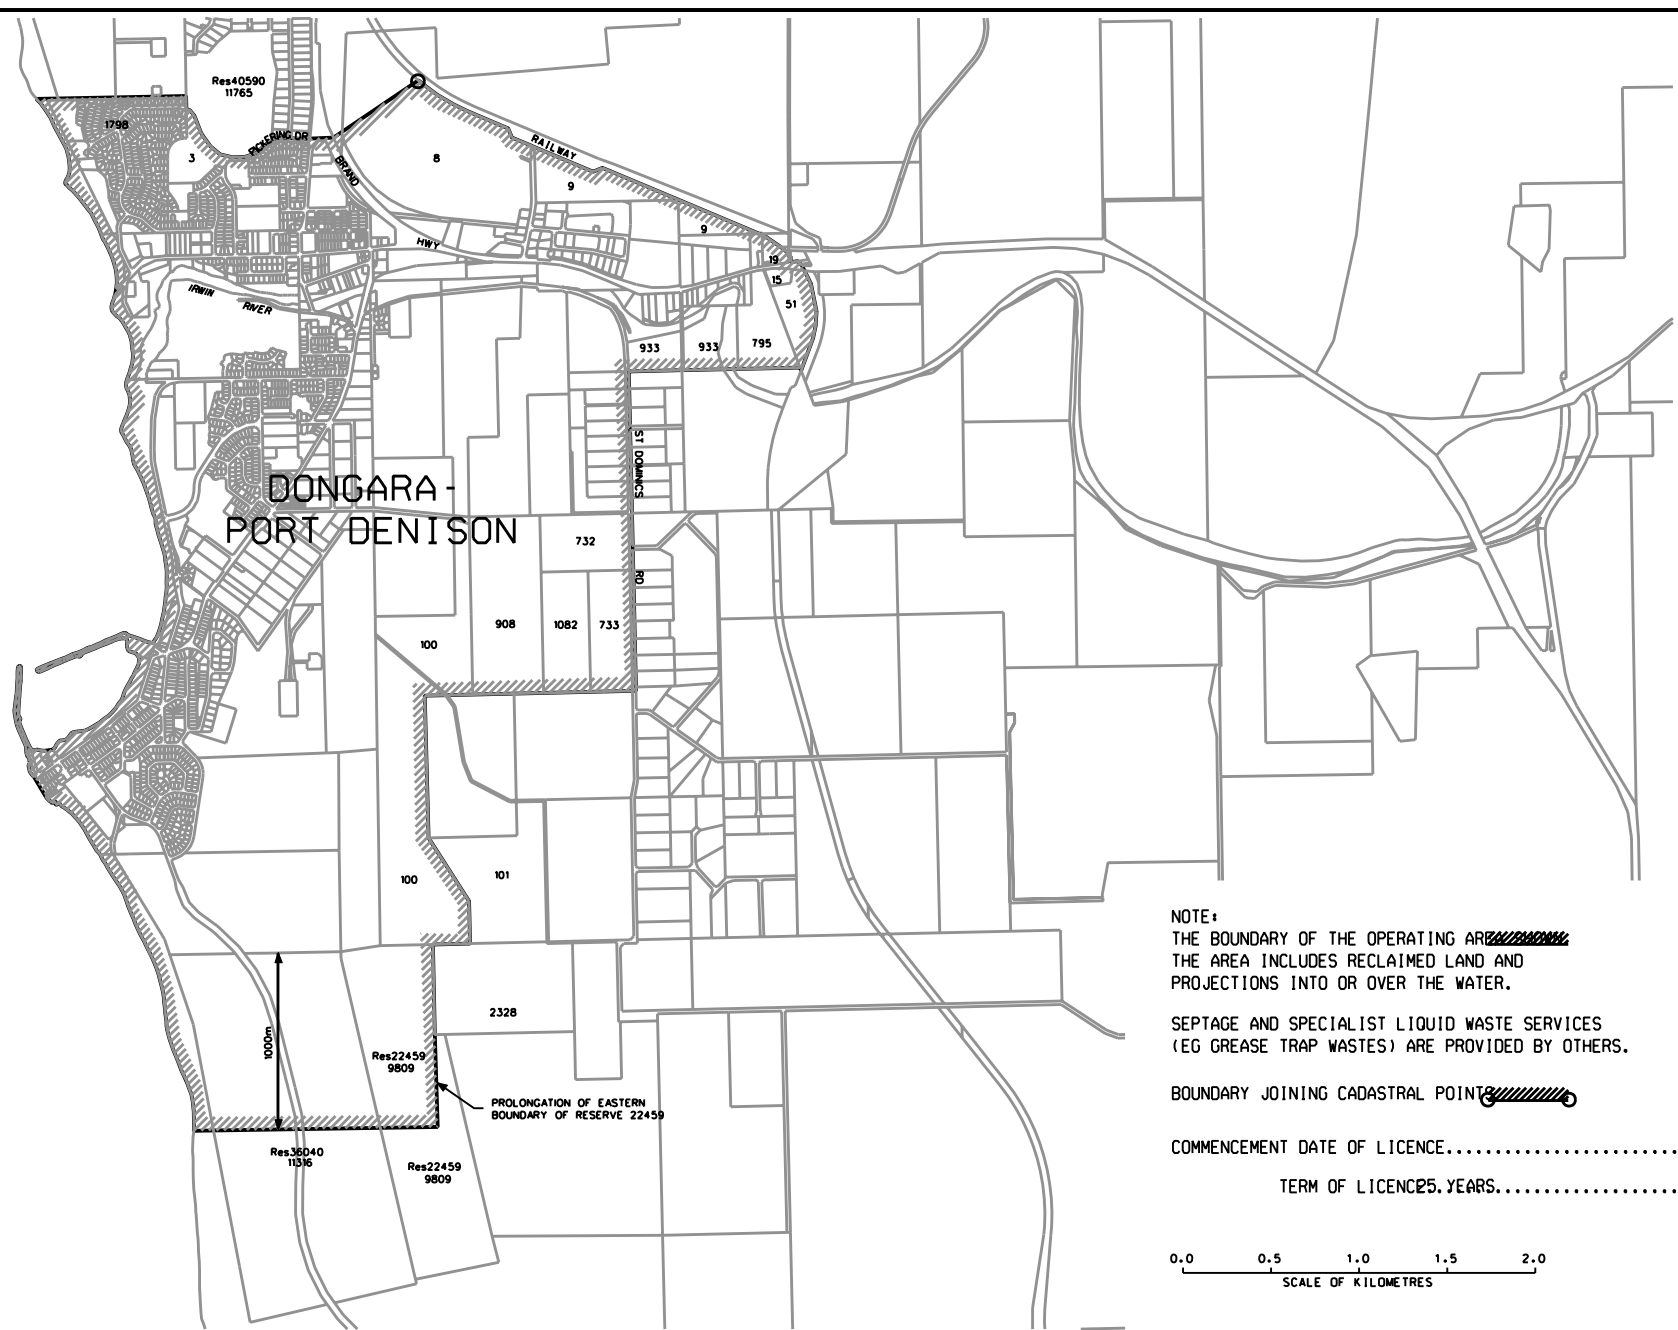 Res40590
11765
1798
PICKERING DR
3
BRAND
8
RAILWAY
9
9
HWY
19
15
IRWIN
RIVER
51
933
933
795
ST DOMINICS
DONGARA -
PORT DENISON
732
RD
908
1082
733
100
100
101
1000m
2328
Res22459
9809
PROLONGATION OF EASTERN
BOUNDARY OF RESERVE 22459
Res36040
11316
Res22459
9809
NOTE:
THE BOUNDARY OF THE OPERATING AREA SHOWN
THE AREA INCLUDES RECLAIMED LAND AND
PROJECTIONS INTO OR OVER THE WATER.
SEPTAGE AND SPECIALIST LIQUID WASTE SERVICES
(EG GREASE TRAP WASTES) ARE PROVIDED BY OTHERS.
BOUNDARY JOINING CADASTRAL POINTS
COMMENCEMENT DATE OF LICENCE........................
TERM OF LICENCE 25 YEARS...................
0.0 0.5 1.0 1.5 2.0
SCALE OF KILOMETRES